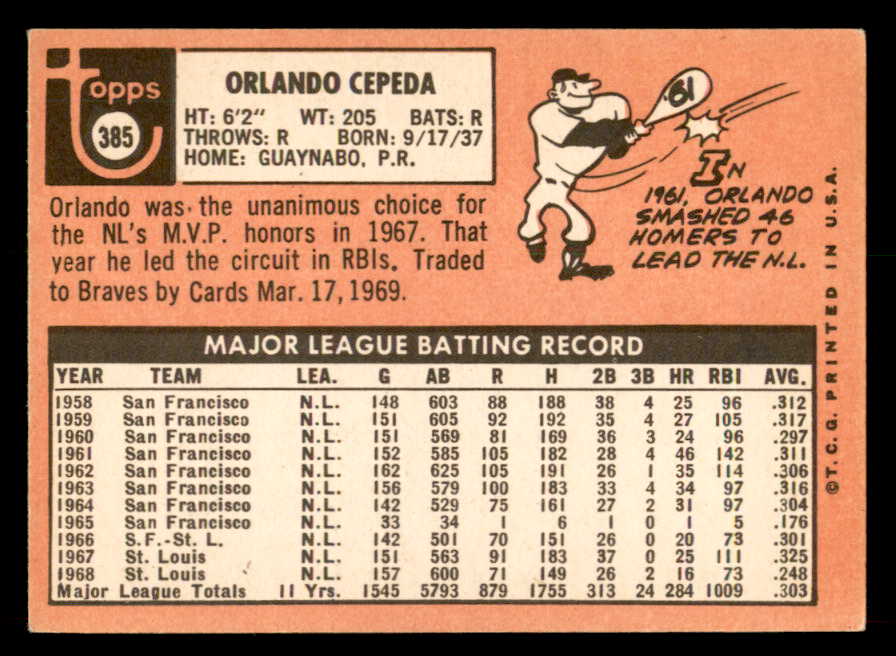 topps
385
ORLANDO CEPEDA
HT: 6'2" WT: 205 BATS: R
THROWS: R BORN: 9/17/37
HOME: GUAYNABO, P.R.
Orlando was the unanimous choice for
the NL's M.V.P. honors in 1967. That
year he led the circuit in RBIs. Traded
to Braves by Cards Mar. 17, 1969.
61
IN
1961, ORLANDO
SMASHED 46
HOMERS TO
LEAD THE N.L.
MAJOR LEAGUE BATTING RECORD
YEAR TEAM LEA. G AB R H 2B 3B HR RBI AVG.
1958 San Francisco N.L. 148 603 88 188 38 4 25 96 .312
1959 San Francisco N.L. 151 605 92 192 35 4 27 105 .317
1960 San Francisco N.L. 151 569 81 169 36 3 24 96 .297
1961 San Francisco N.L. 152 585 105 182 28 4 46 142 .311
1962 San Francisco N.L. 162 625 105 191 26 1 35 114 .306
1963 San Francisco N.L. 156 579 100 183 33 4 34 97 .316
1964 San Francisco N.L. 142 529 75 161 27 2 31 97 .304
1965 San Francisco N.L. 33 34 1 6 1 0 1 5 .176
1966 S.F.-St. L. N.L. 142 501 70 151 26 0 20 73 .301
1967 St. Louis N.L. 151 563 91 183 37 0 25 111 .325
1968 St. Louis N.L. 157 600 71 149 26 2 16 73 .248
Major League Totals 11 Yrs. 1545 5793 879 1755 313 24 284 1009 .303
©T.C.G. PRINTED IN U.S.A.